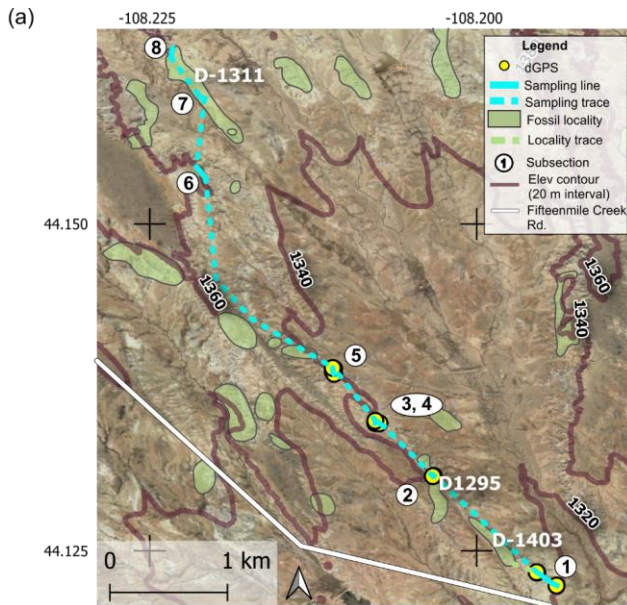 (a)
-108.225
-108.200
8
D-1311
7
6
44.150
1340
1360
5
3, 4
2
D1295
D-1403
1
1320
1360
1340
44.125
0
1 km
Legend
dGPS
Sampling line
Sampling trace
Fossil locality
Locality trace
1 Subsection
Elev contour
(20 m interval)
Fifteenmile Creek
Rd.